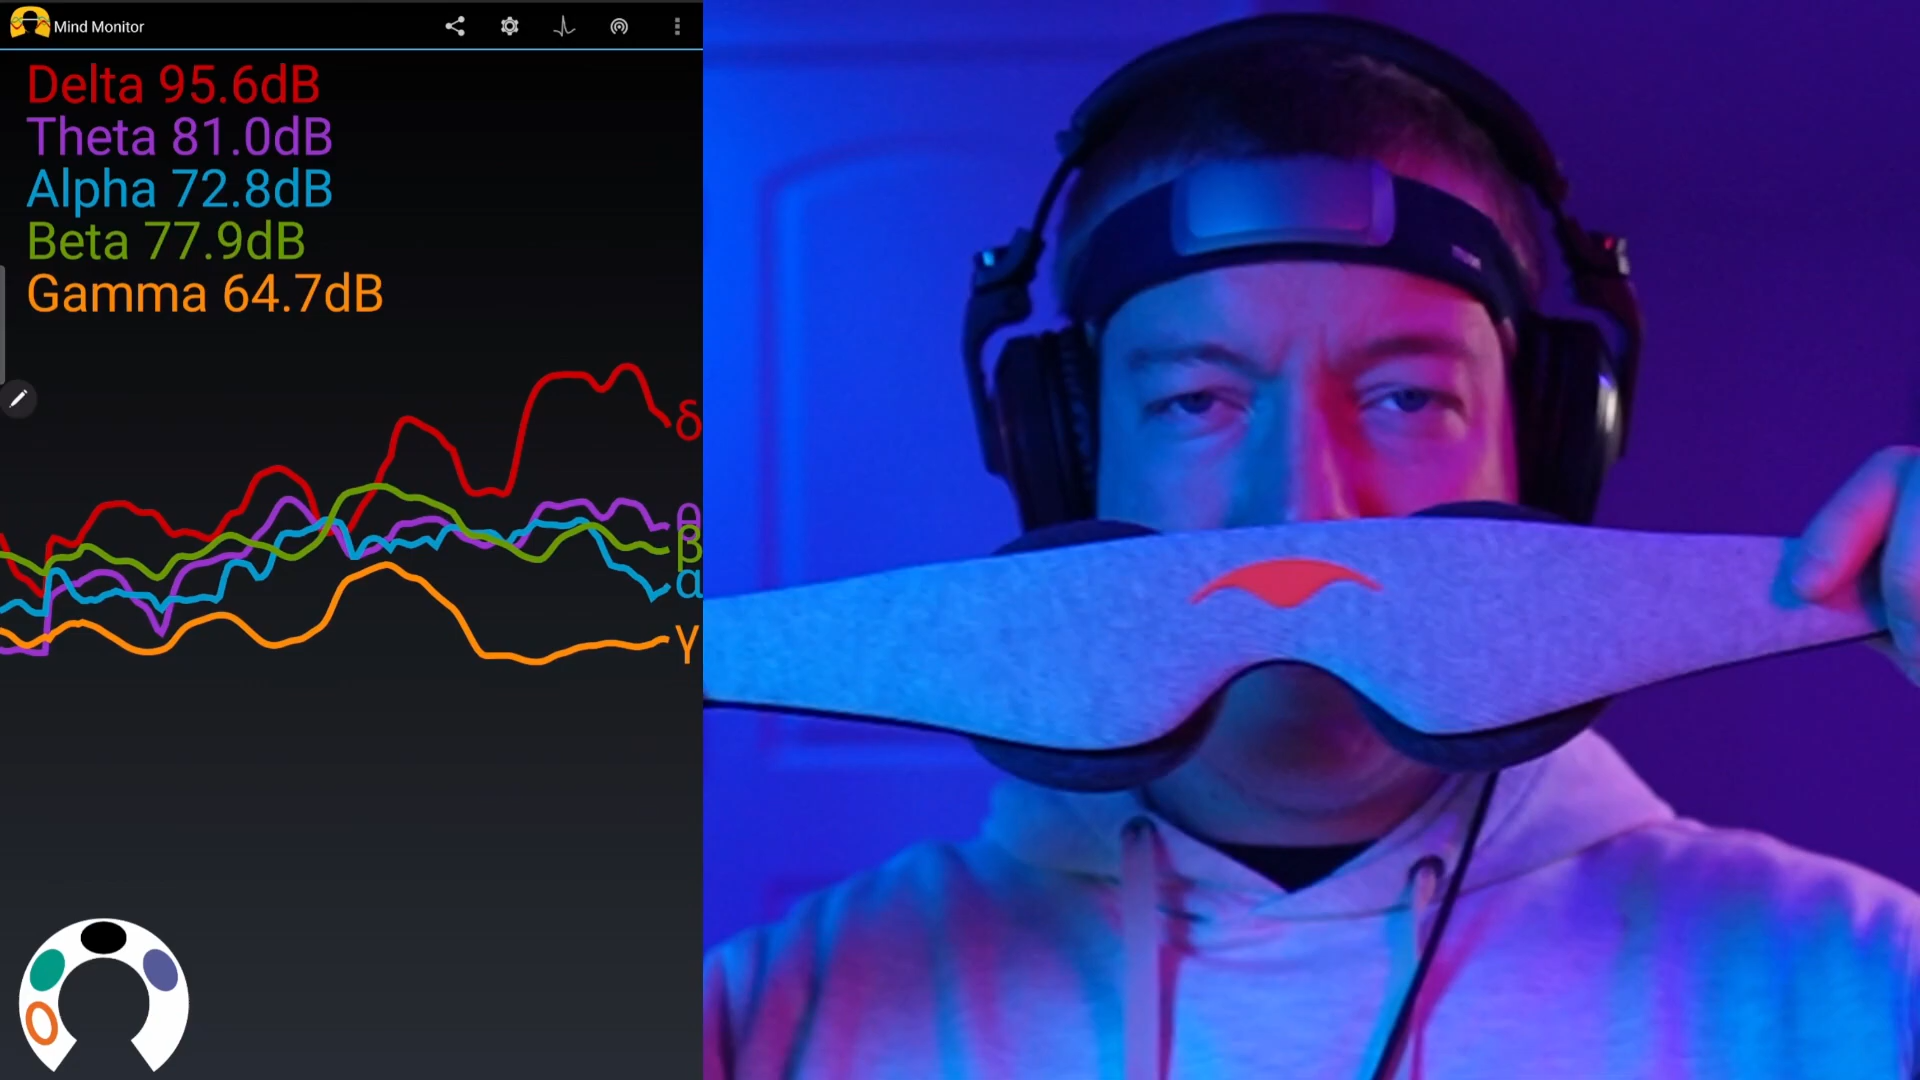 Mind Monitor
Delta 95.6dB
Theta 81.0dB
Alpha 72.8dB
Beta 77.9dB
Gamma 64.7dB
δ
θ
β
α
γ